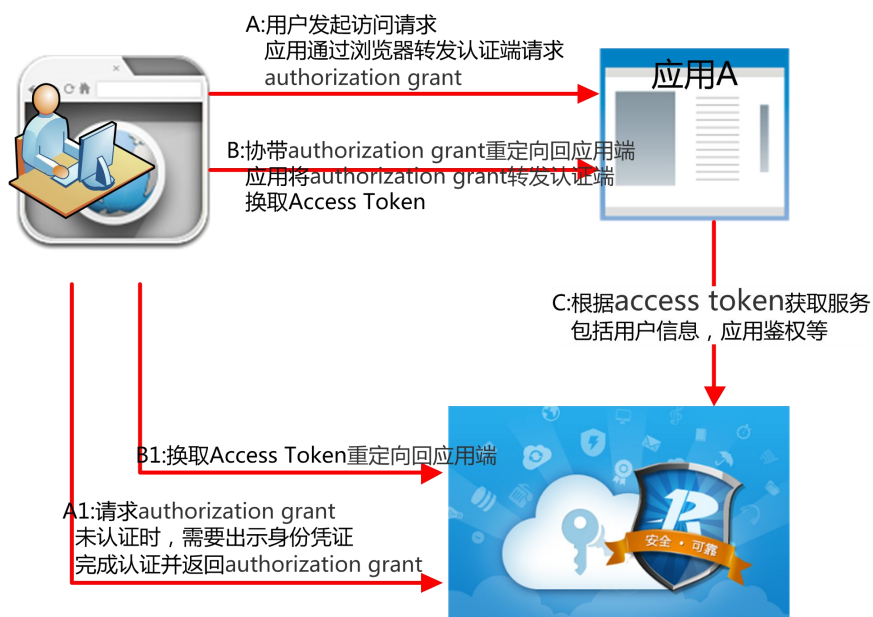 A:用户发起访问请求
应用通过浏览器转发认证端请求
authorization grant
应用A
B:协带authorization grant重定向回应用端
应用将authorization grant转发认证端
换取Access Token
C:根据access token获取服务
包括用户信息，应用鉴权等
B1:换取Access Token重定向回应用端
A1:请求authorization grant
未认证时，需要出示身份凭证
完成认证并返回authorization grant
安全·可靠